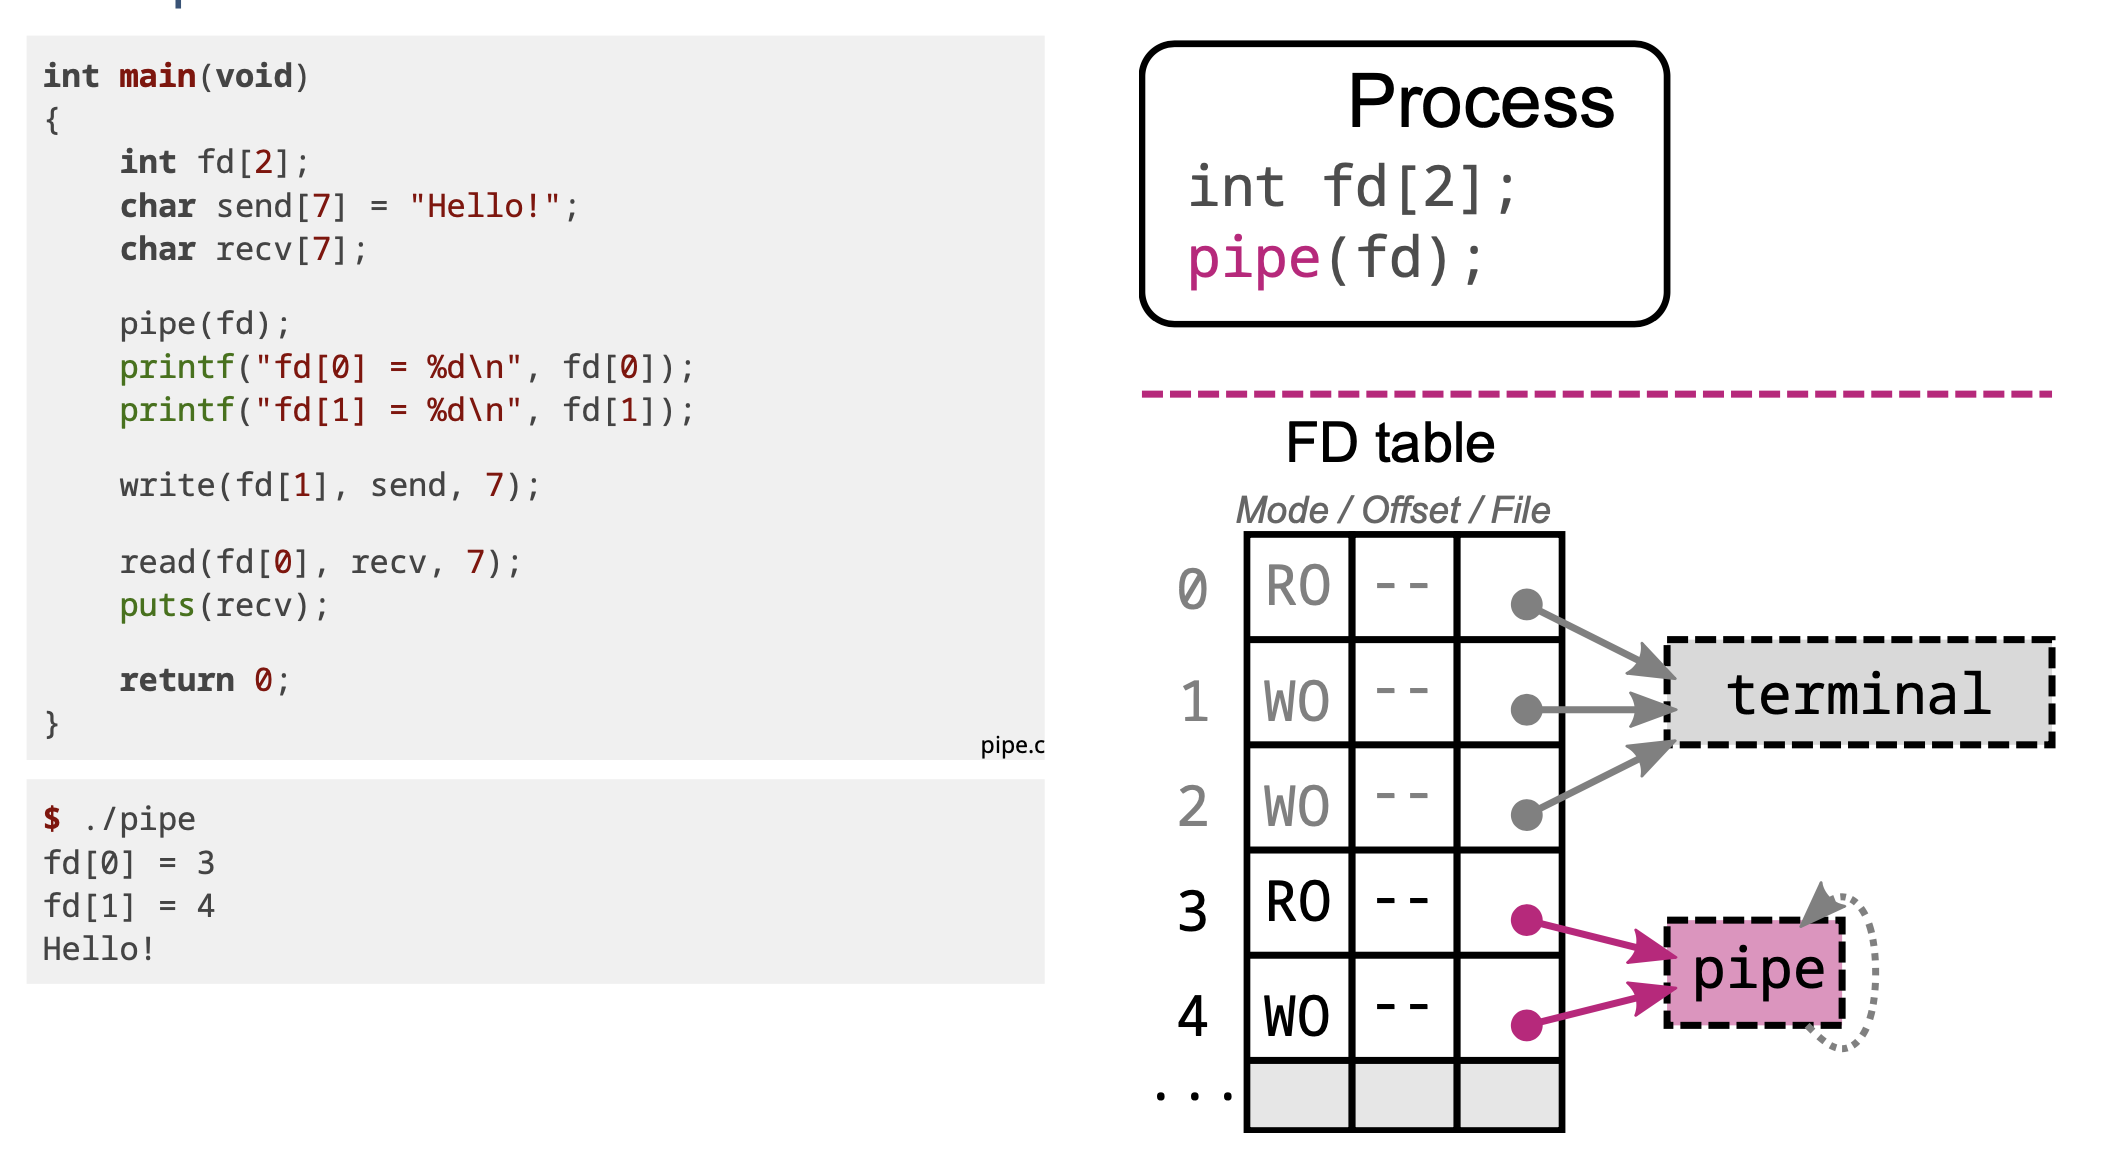 int main(void)
{
    int fd[2];
    char send[7] = "Hello!";
    char recv[7];
    pipe(fd);
    printf("fd[0] = %d\n", fd[0]);
    printf("fd[1] = %d\n", fd[1]);
    write(fd[1], send, 7);
    read(fd[0], recv, 7);
    puts(recv);
    return 0;
}
pipe.c
$ ./pipe
fd[0] = 3
fd[1] = 4
Hello!
Process
int fd[2];
pipe(fd);
FD table
Mode / Offset / File
0 RO --
1 WO --
2 WO --
3 RO --
4 WO --
...
terminal
pipe